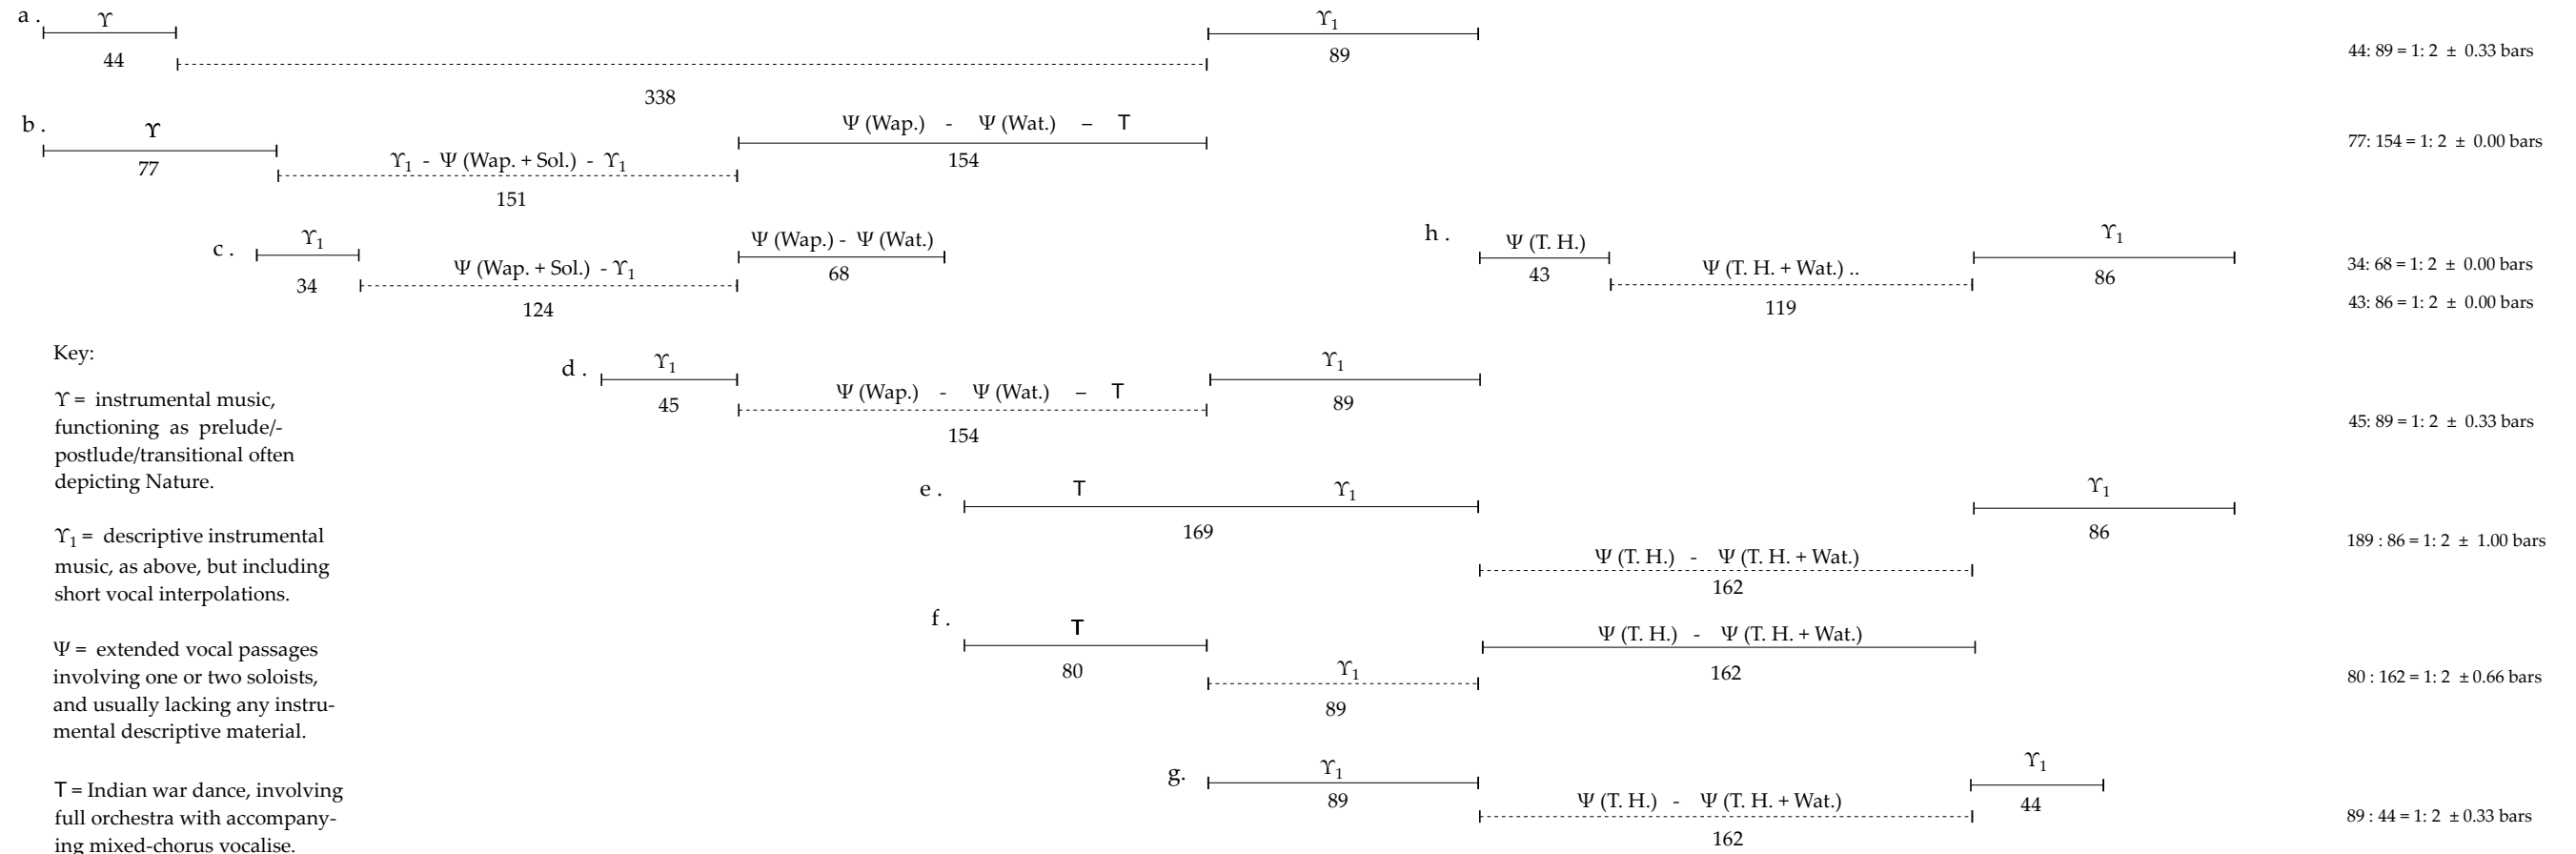 a . ϒ ϒ₁
44 89 44: 89 = 1: 2 ± 0.33 bars
338
b . ϒ Ψ (Wap.) - Ψ (Wat.) – T
77 ϒ₁ - Ψ (Wap. + Sol.) - ϒ₁ 154 77: 154 = 1: 2 ± 0.00 bars
151
c . ϒ₁ Ψ (Wap.) - Ψ (Wat.) h . Ψ (T. H.) ϒ₁
34 Ψ (Wap. + Sol.) - ϒ₁ 68 43 Ψ (T. H. + Wat.) .. 86 34: 68 = 1: 2 ± 0.00 bars
124 119 43: 86 = 1: 2 ± 0.00 bars
d . ϒ₁ ϒ₁
45 Ψ (Wap.) - Ψ (Wat.) – T 89 45: 89 = 1: 2 ± 0.33 bars
154
e . T ϒ₁ ϒ₁
169 86 189 : 86 = 1: 2 ± 1.00 bars
Ψ (T. H.) - Ψ (T. H. + Wat.)
162
f . T Ψ (T. H.) - Ψ (T. H. + Wat.)
80 ϒ₁ 162 80 : 162 = 1: 2 ± 0.66 bars
89
g. ϒ₁ ϒ₁
89 Ψ (T. H.) - Ψ (T. H. + Wat.) 44 89 : 44 = 1: 2 ± 0.33 bars
162
Key:
ϒ = instrumental music,
functioning as prelude/-
postlude/transitional often
depicting Nature.
ϒ₁ = descriptive instrumental
music, as above, but including
short vocal interpolations.
Ψ = extended vocal passages
involving one or two soloists,
and usually lacking any instru-
mental descriptive material.
T = Indian war dance, involving
full orchestra with accompany-
ing mixed-chorus vocalise.